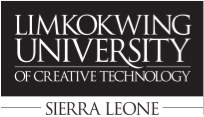 LIMKOKWING
UNIVERSITY
OF CREATIVE TECHNOLOGY
SIERRA LEONE